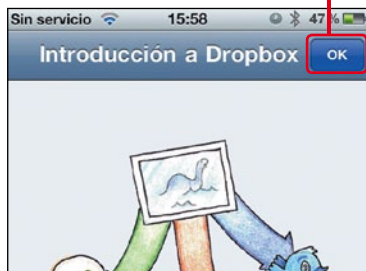 Sin servicio 15:58 47 %
Introducción a Dropbox OK